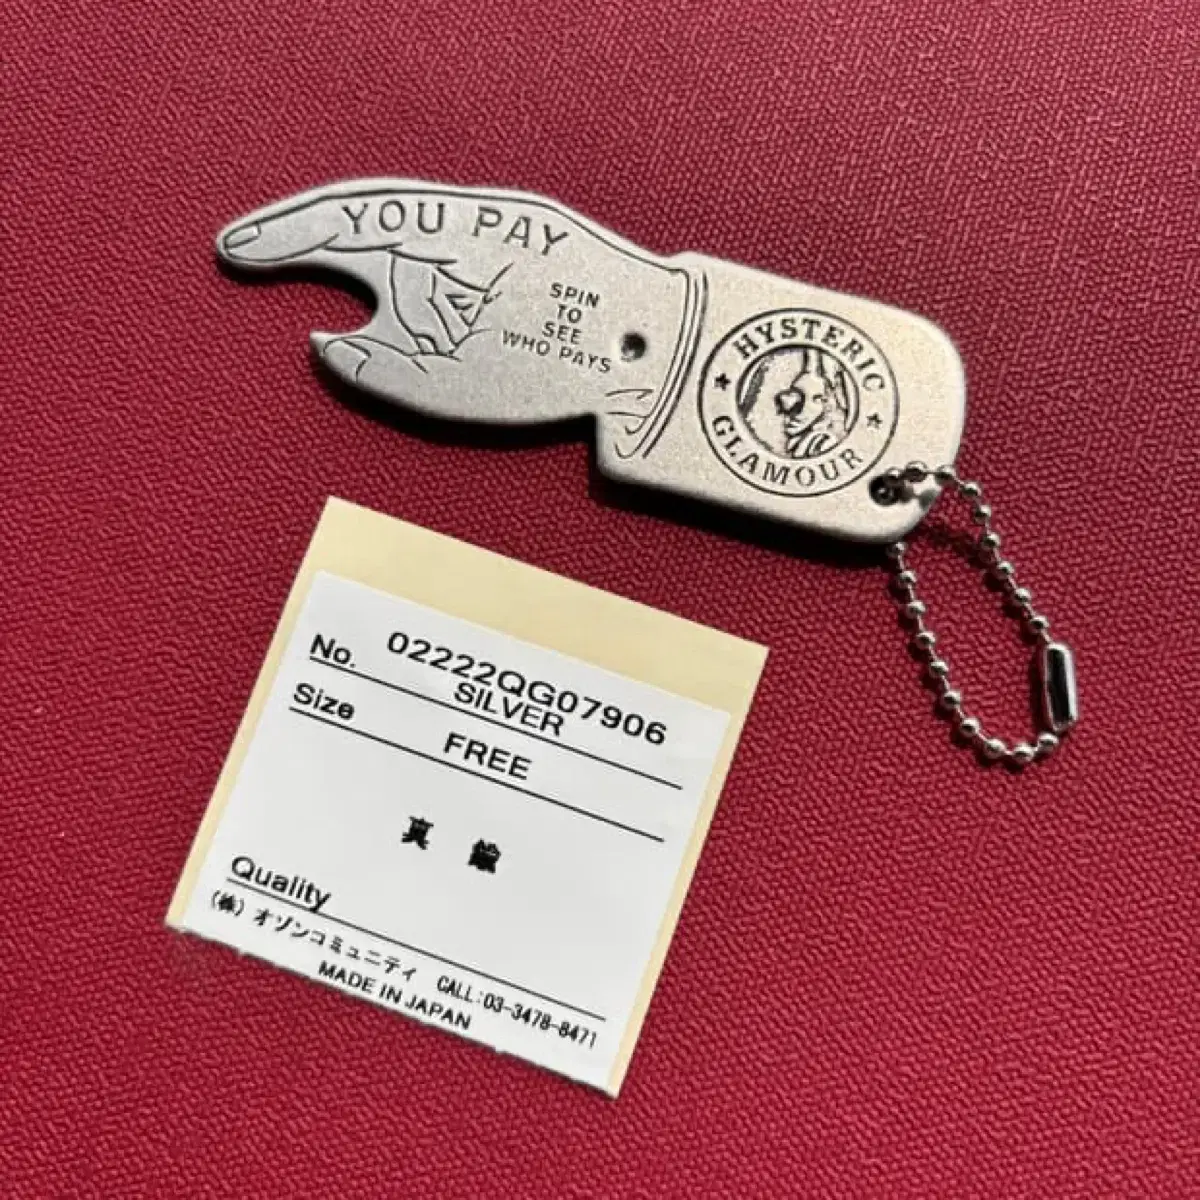 YOU PAY
SPIN
TO
SEE
WHO PAYS
HYSTERIC
GLAMOUR
No. 02222QG07906
SILVER
Size FREE
真鍮
Quality
(株) オゾンコミュニティ CALL:03-3478-8471
MADE IN JAPAN